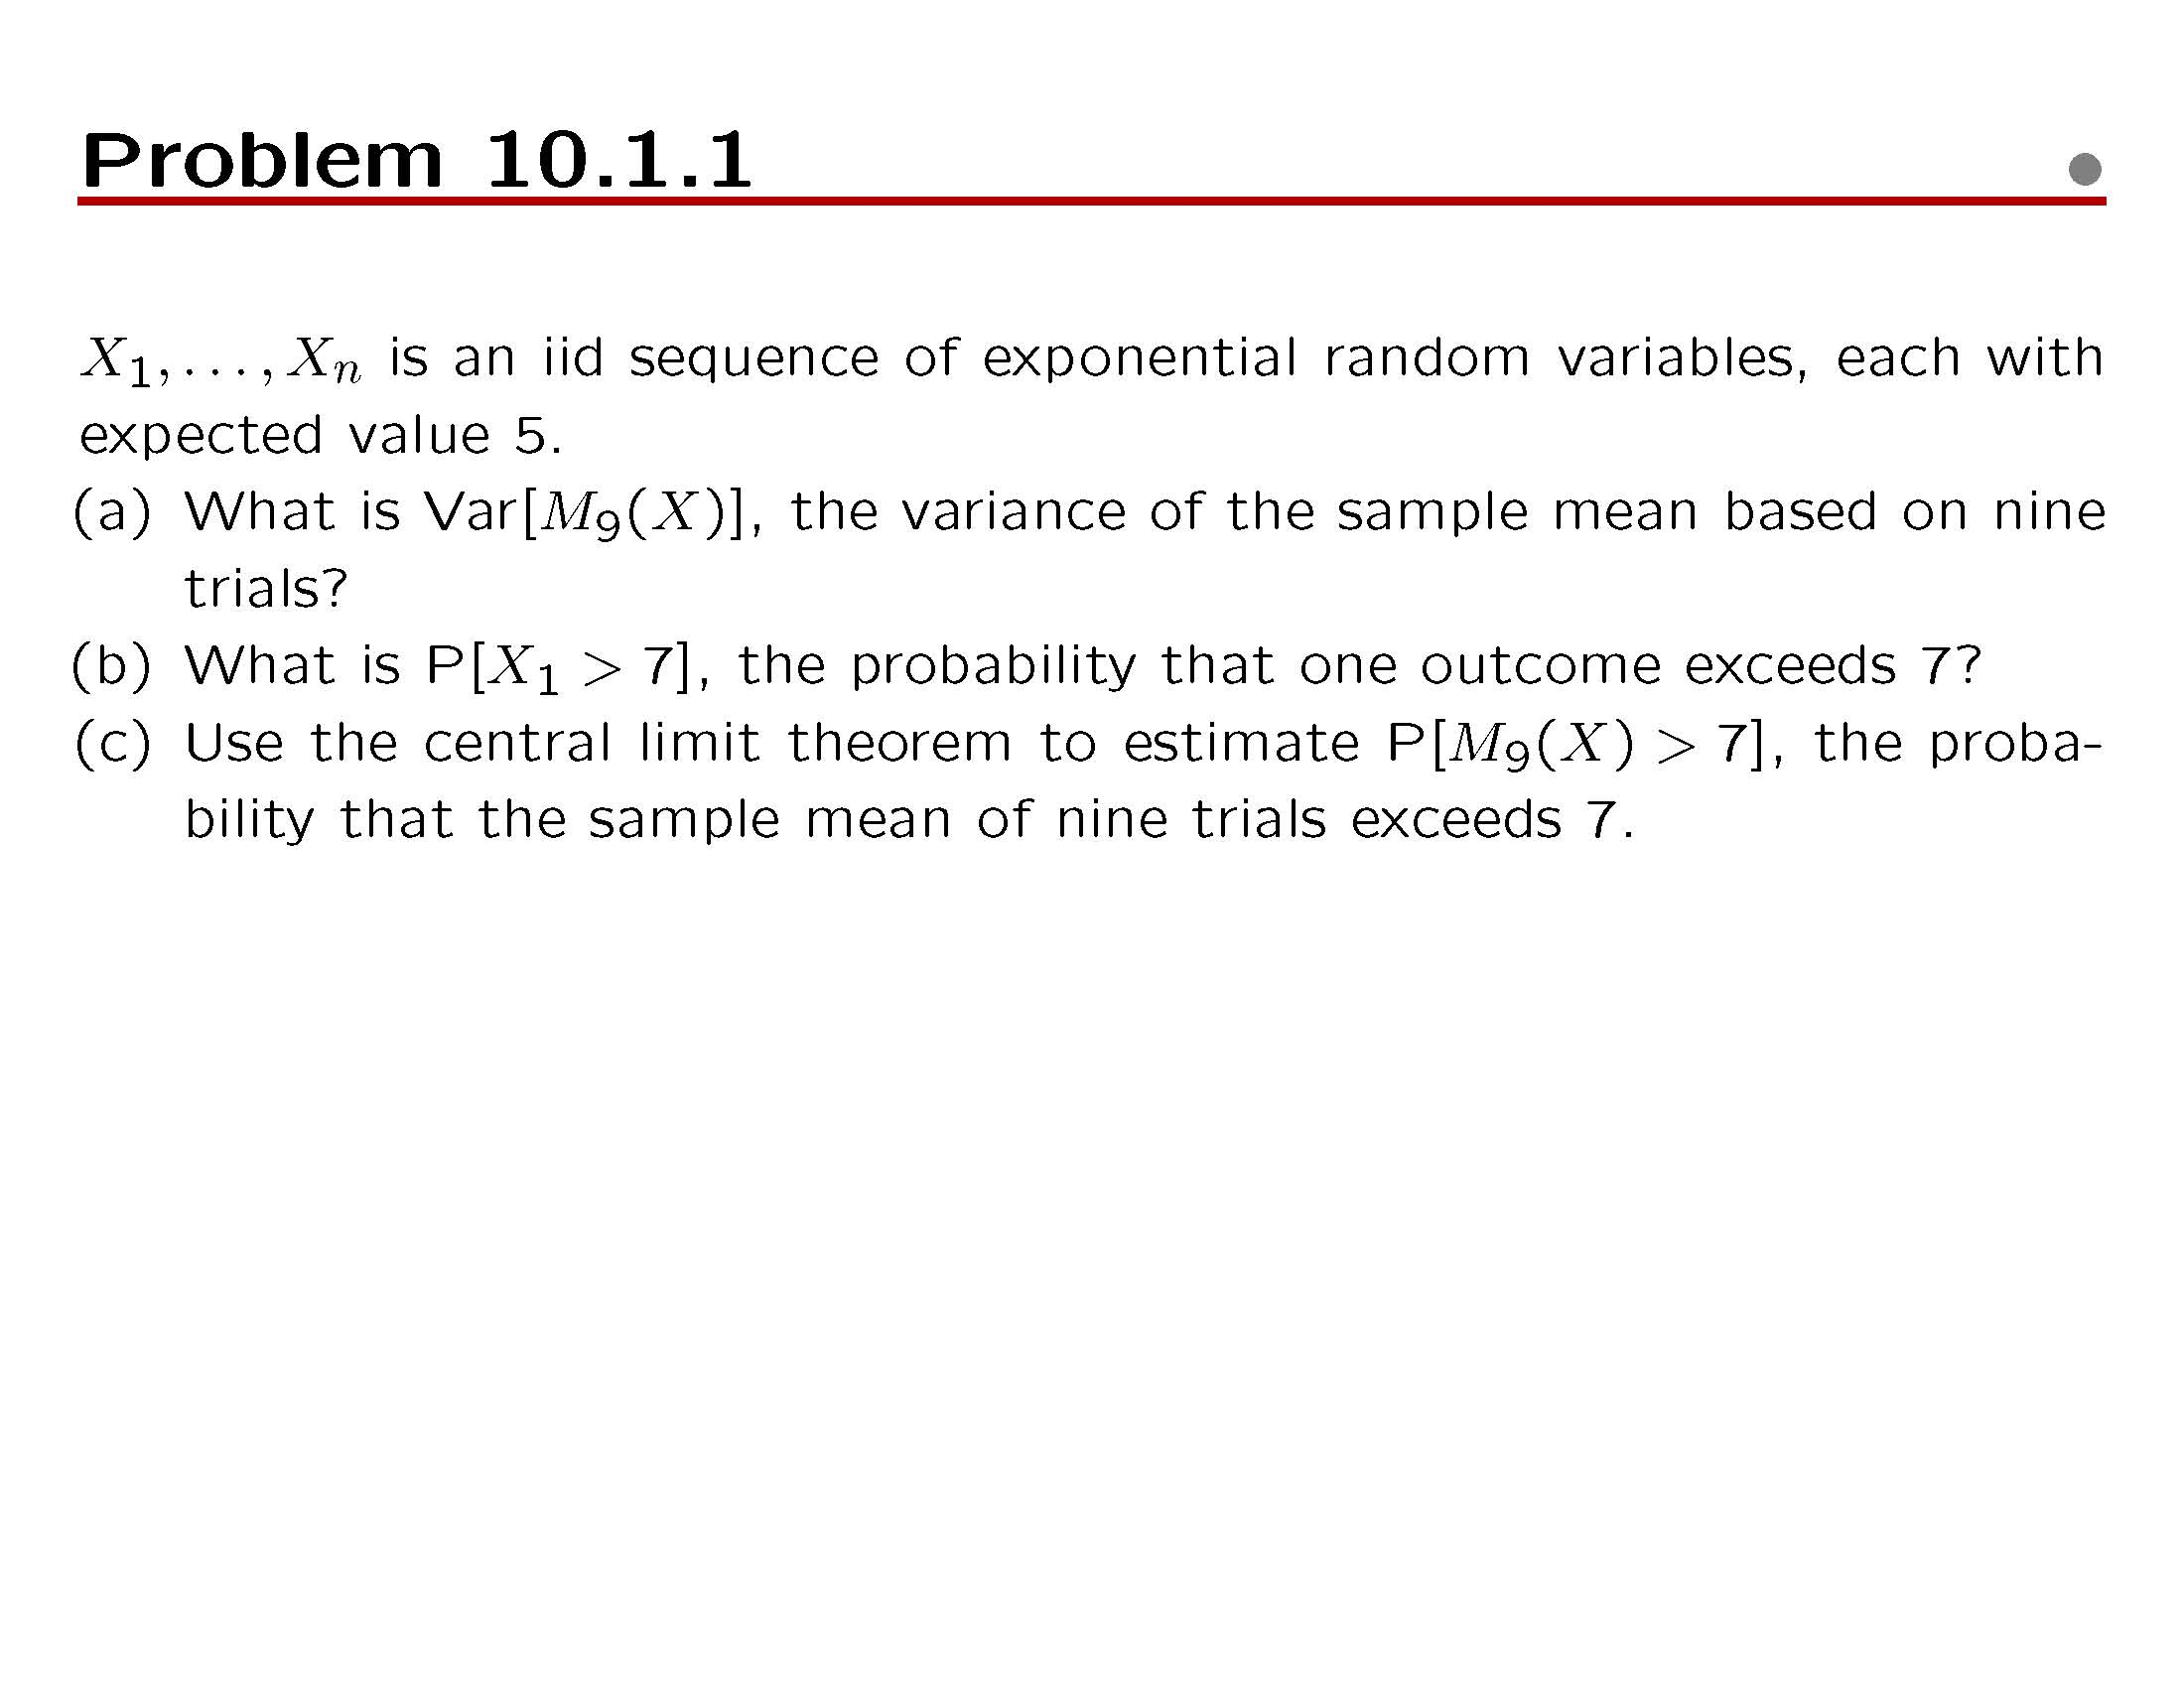 Problem 10.1.1
X₁, . . . , Xₙ is an iid sequence of exponential random variables, each with
expected value 5.
(a) What is Var[M₉(X)], the variance of the sample mean based on nine
trials?
(b) What is P[X₁ > 7], the probability that one outcome exceeds 7?
(c) Use the central limit theorem to estimate P[M₉(X) > 7], the proba-
bility that the sample mean of nine trials exceeds 7.